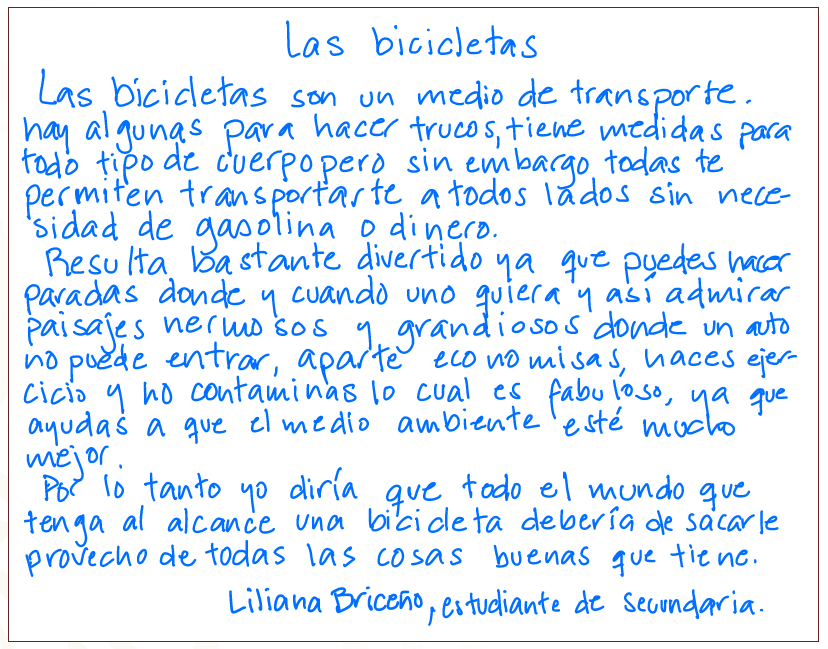 Las bicicletas
Las bicicletas son un medio de transporte.
hay algunas para hacer trucos, tiene medidas para
todo tipo de cuerpo pero sin embargo todas te
permiten transportarte a todos lados sin nece-
sidad de gasolina o dinero.
Resulta bastante divertido ya que puedes hacer
paradas donde y cuando uno quiera y así admirar
paisajes hermosos y grandiosos donde un auto
no puede entrar, aparte economisas, haces ejer-
cicio y no contaminas lo cual es fabuloso, ya que
ayudas a que el medio ambiente esté mucho
mejor.
Por lo tanto yo diría que todo el mundo que
tenga al alcance una bicicleta debería de sacarle
provecho de todas las cosas buenas que tiene.
Liliana Briceño, estudiante de secundaria.